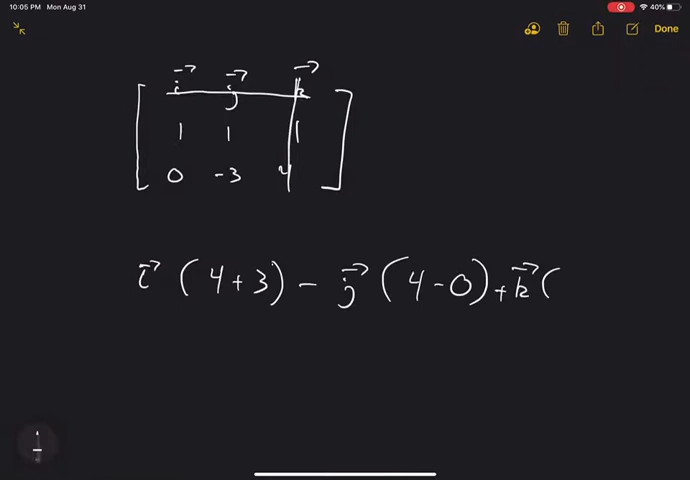 10:05 PM Mon Aug 31 40%
Done
i⃗ j⃗ k⃗
1 1 1
0 -3 4
i⃗ (4+3) - j⃗ (4-0) + k⃗ (